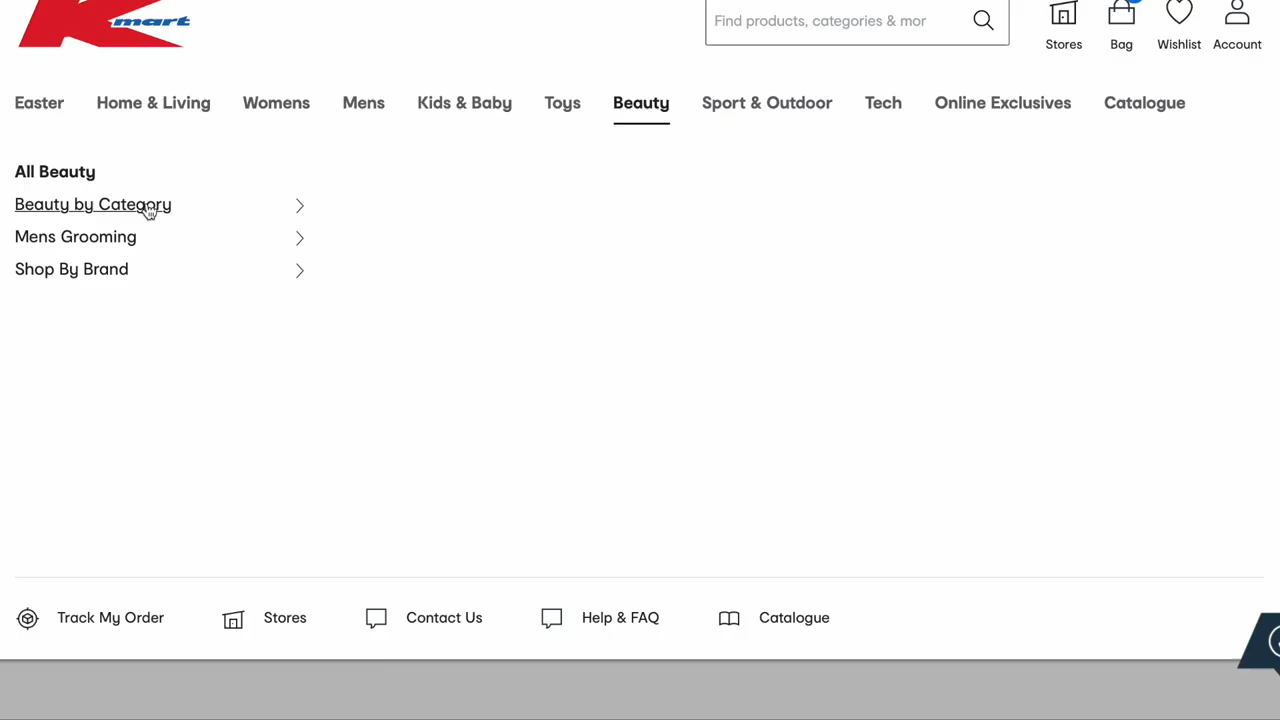 K mart
Find products, categories & mor
Stores
Bag
Wishlist
Account
Easter
Home & Living
Womens
Mens
Kids & Baby
Toys
Beauty
Sport & Outdoor
Tech
Online Exclusives
Catalogue
All Beauty
Beauty by Category
Mens Grooming
Shop By Brand
Track My Order
Stores
Contact Us
Help & FAQ
Catalogue